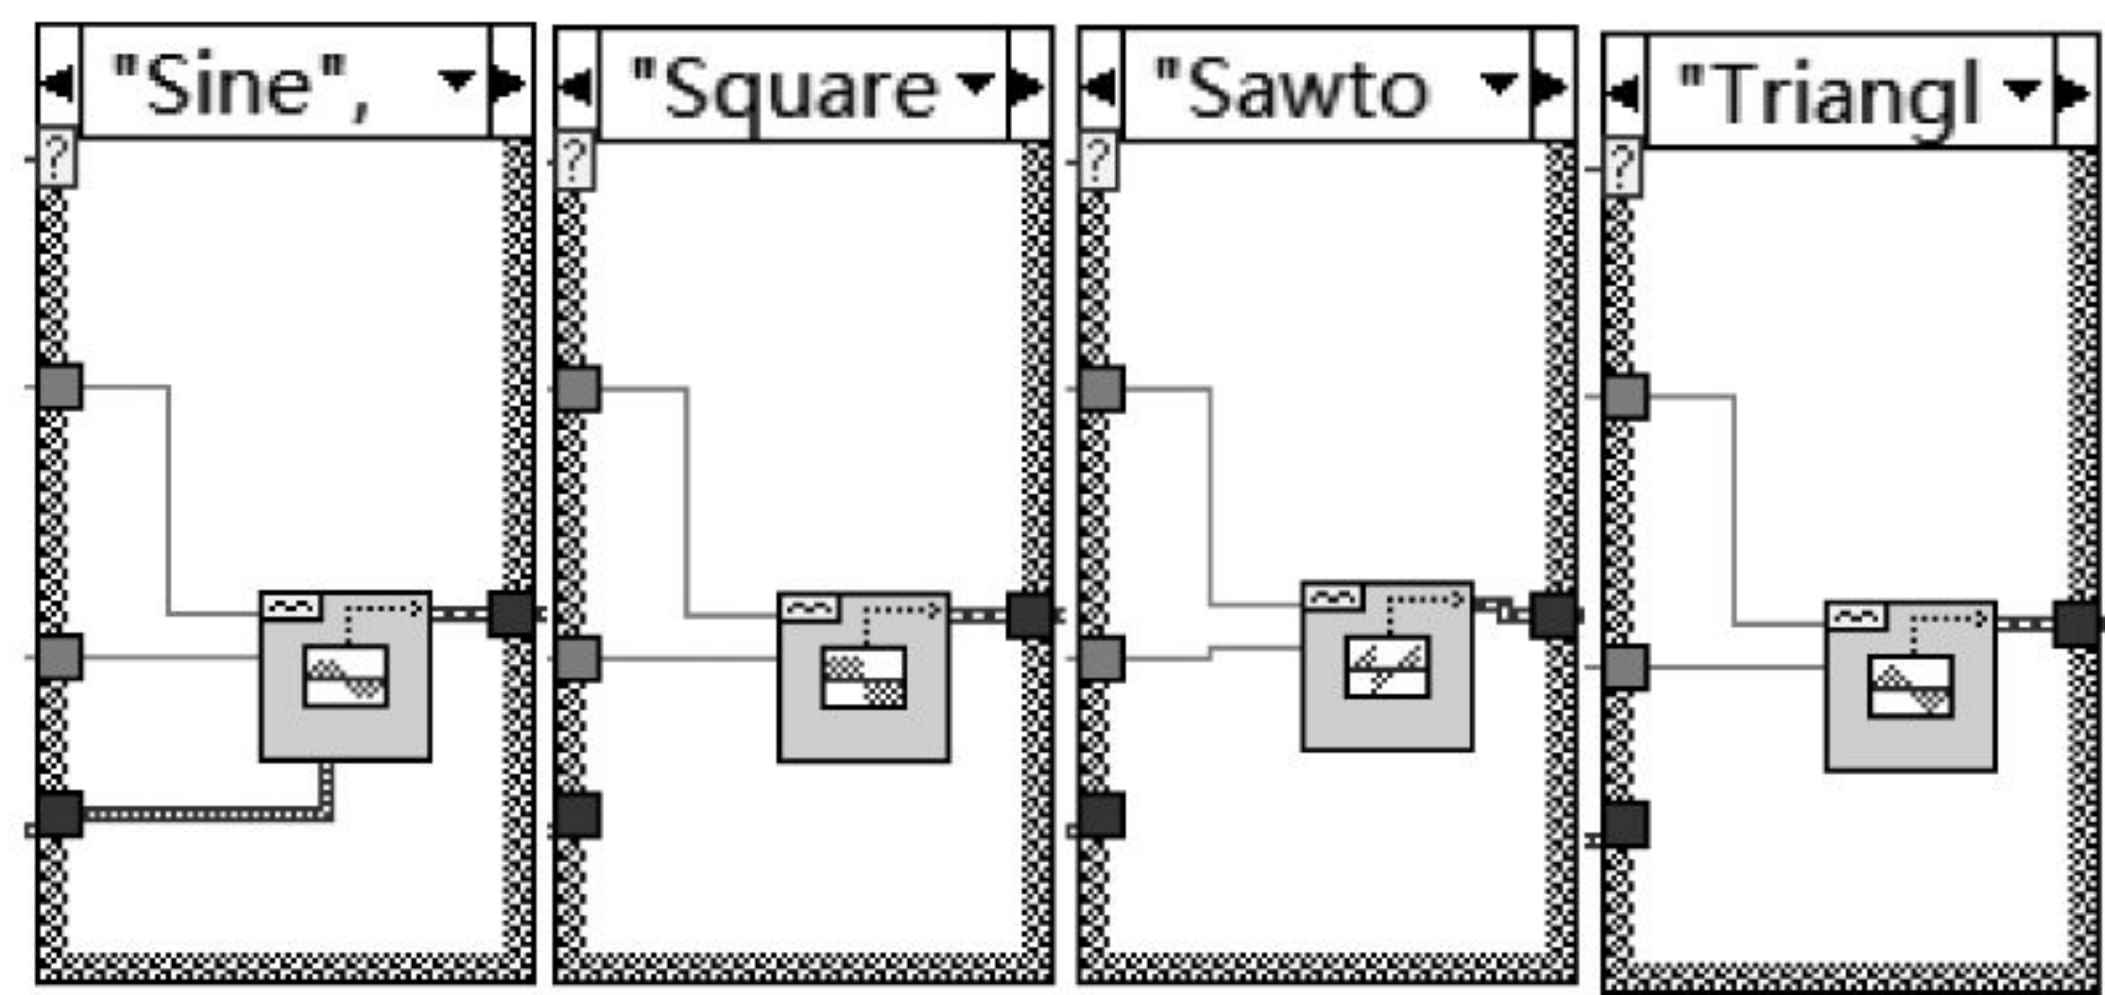 "Sine",
"Square
"Sawto
"Triangl
?
?
?
?